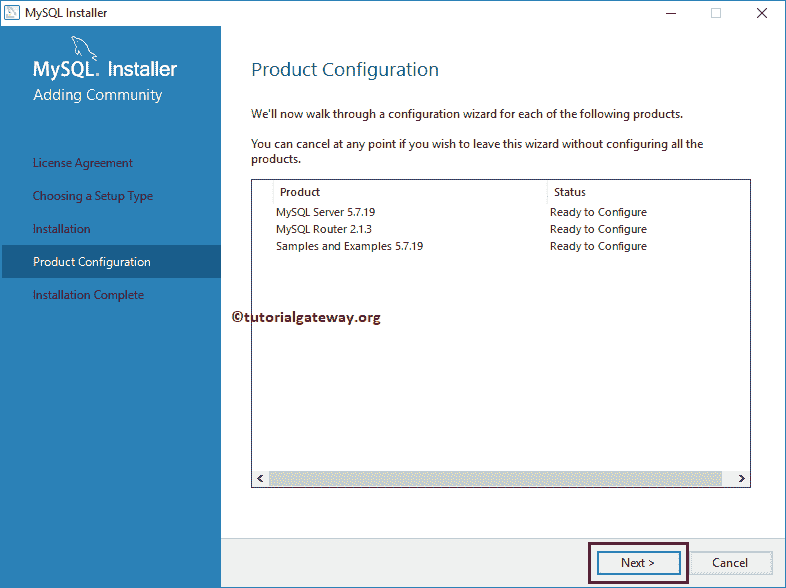 MySQL Installer
MySQL. Installer
Adding Community
License Agreement
Choosing a Setup Type
Installation
Product Configuration
Installation Complete
Product Configuration
We'll now walk through a configuration wizard for each of the following products.
You can cancel at any point if you wish to leave this wizard without configuring all the
products.
Product Status
MySQL Server 5.7.19 Ready to Configure
MySQL Router 2.1.3 Ready to Configure
Samples and Examples 5.7.19 Ready to Configure
©tutorialgateway.org
Next > Cancel